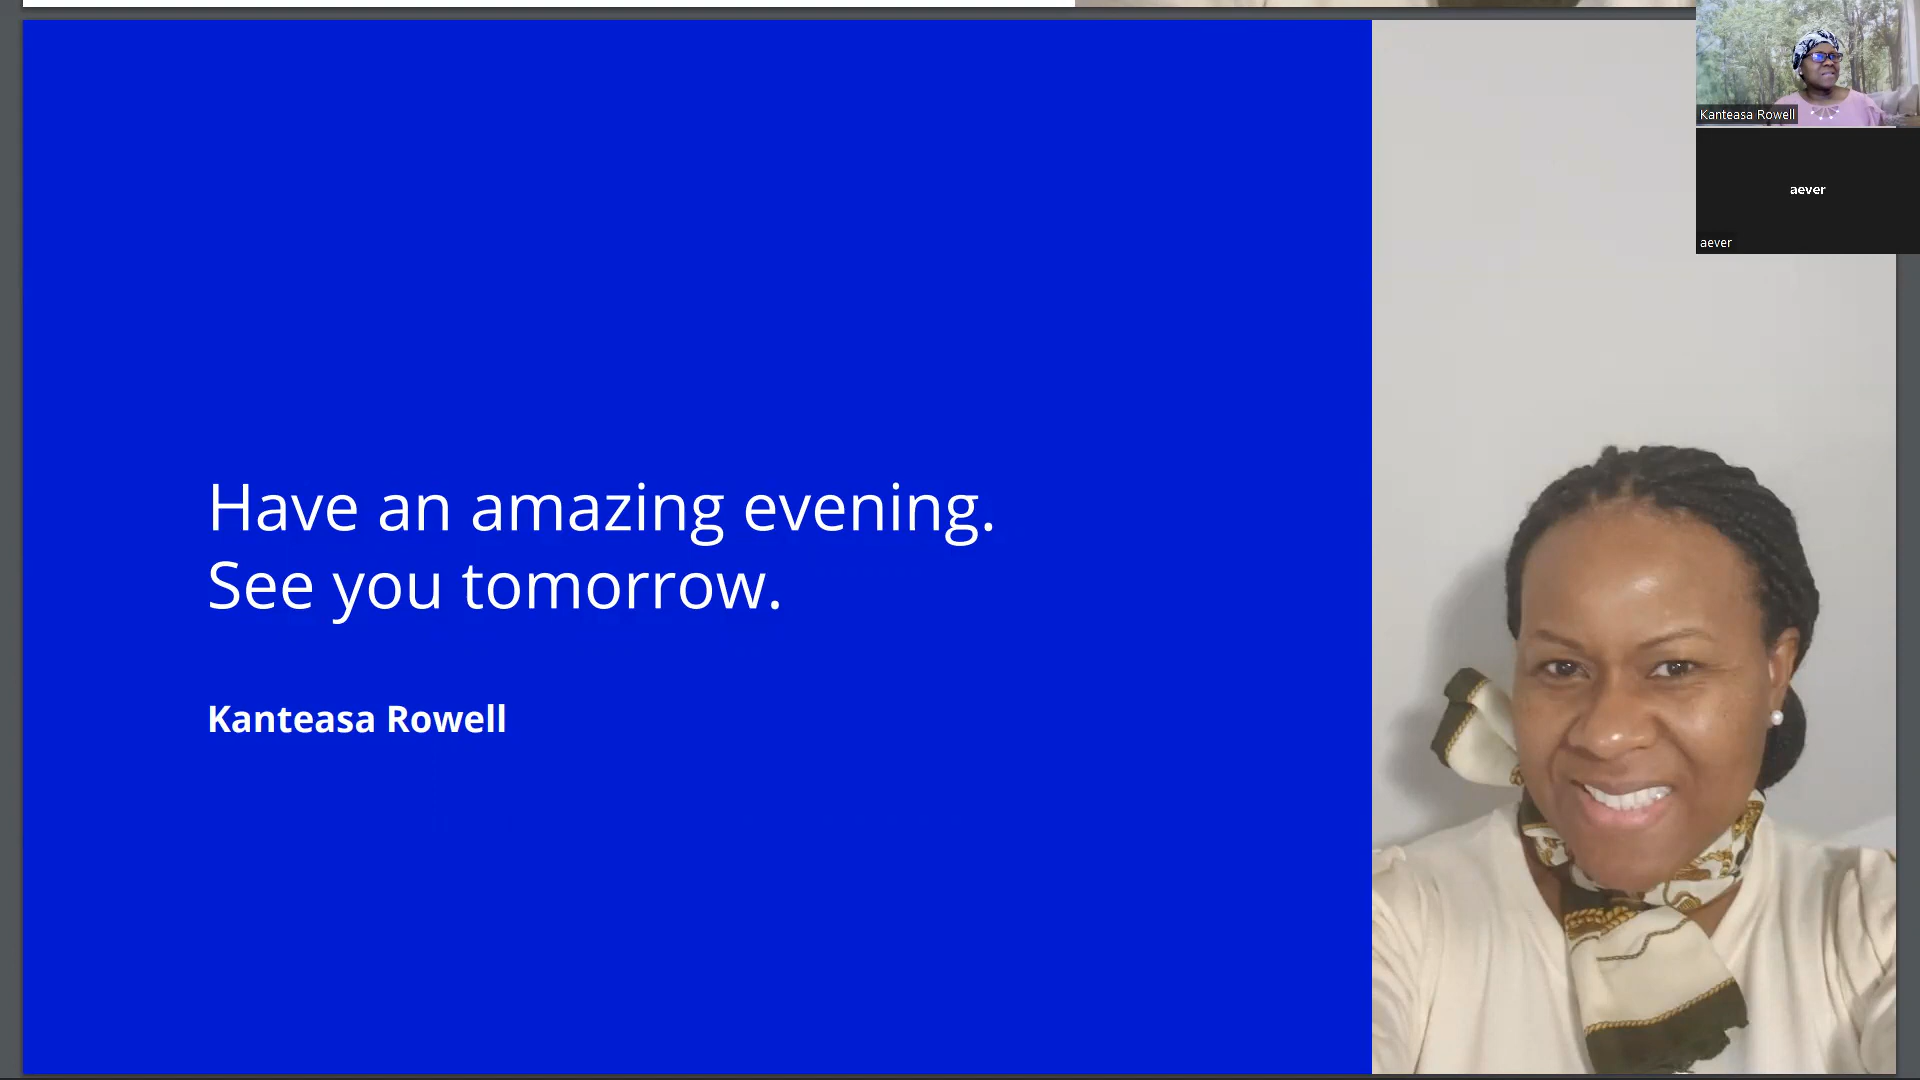 Have an amazing evening.
See you tomorrow.
Kanteasa Rowell
Kanteasa Rowell
aever
aever